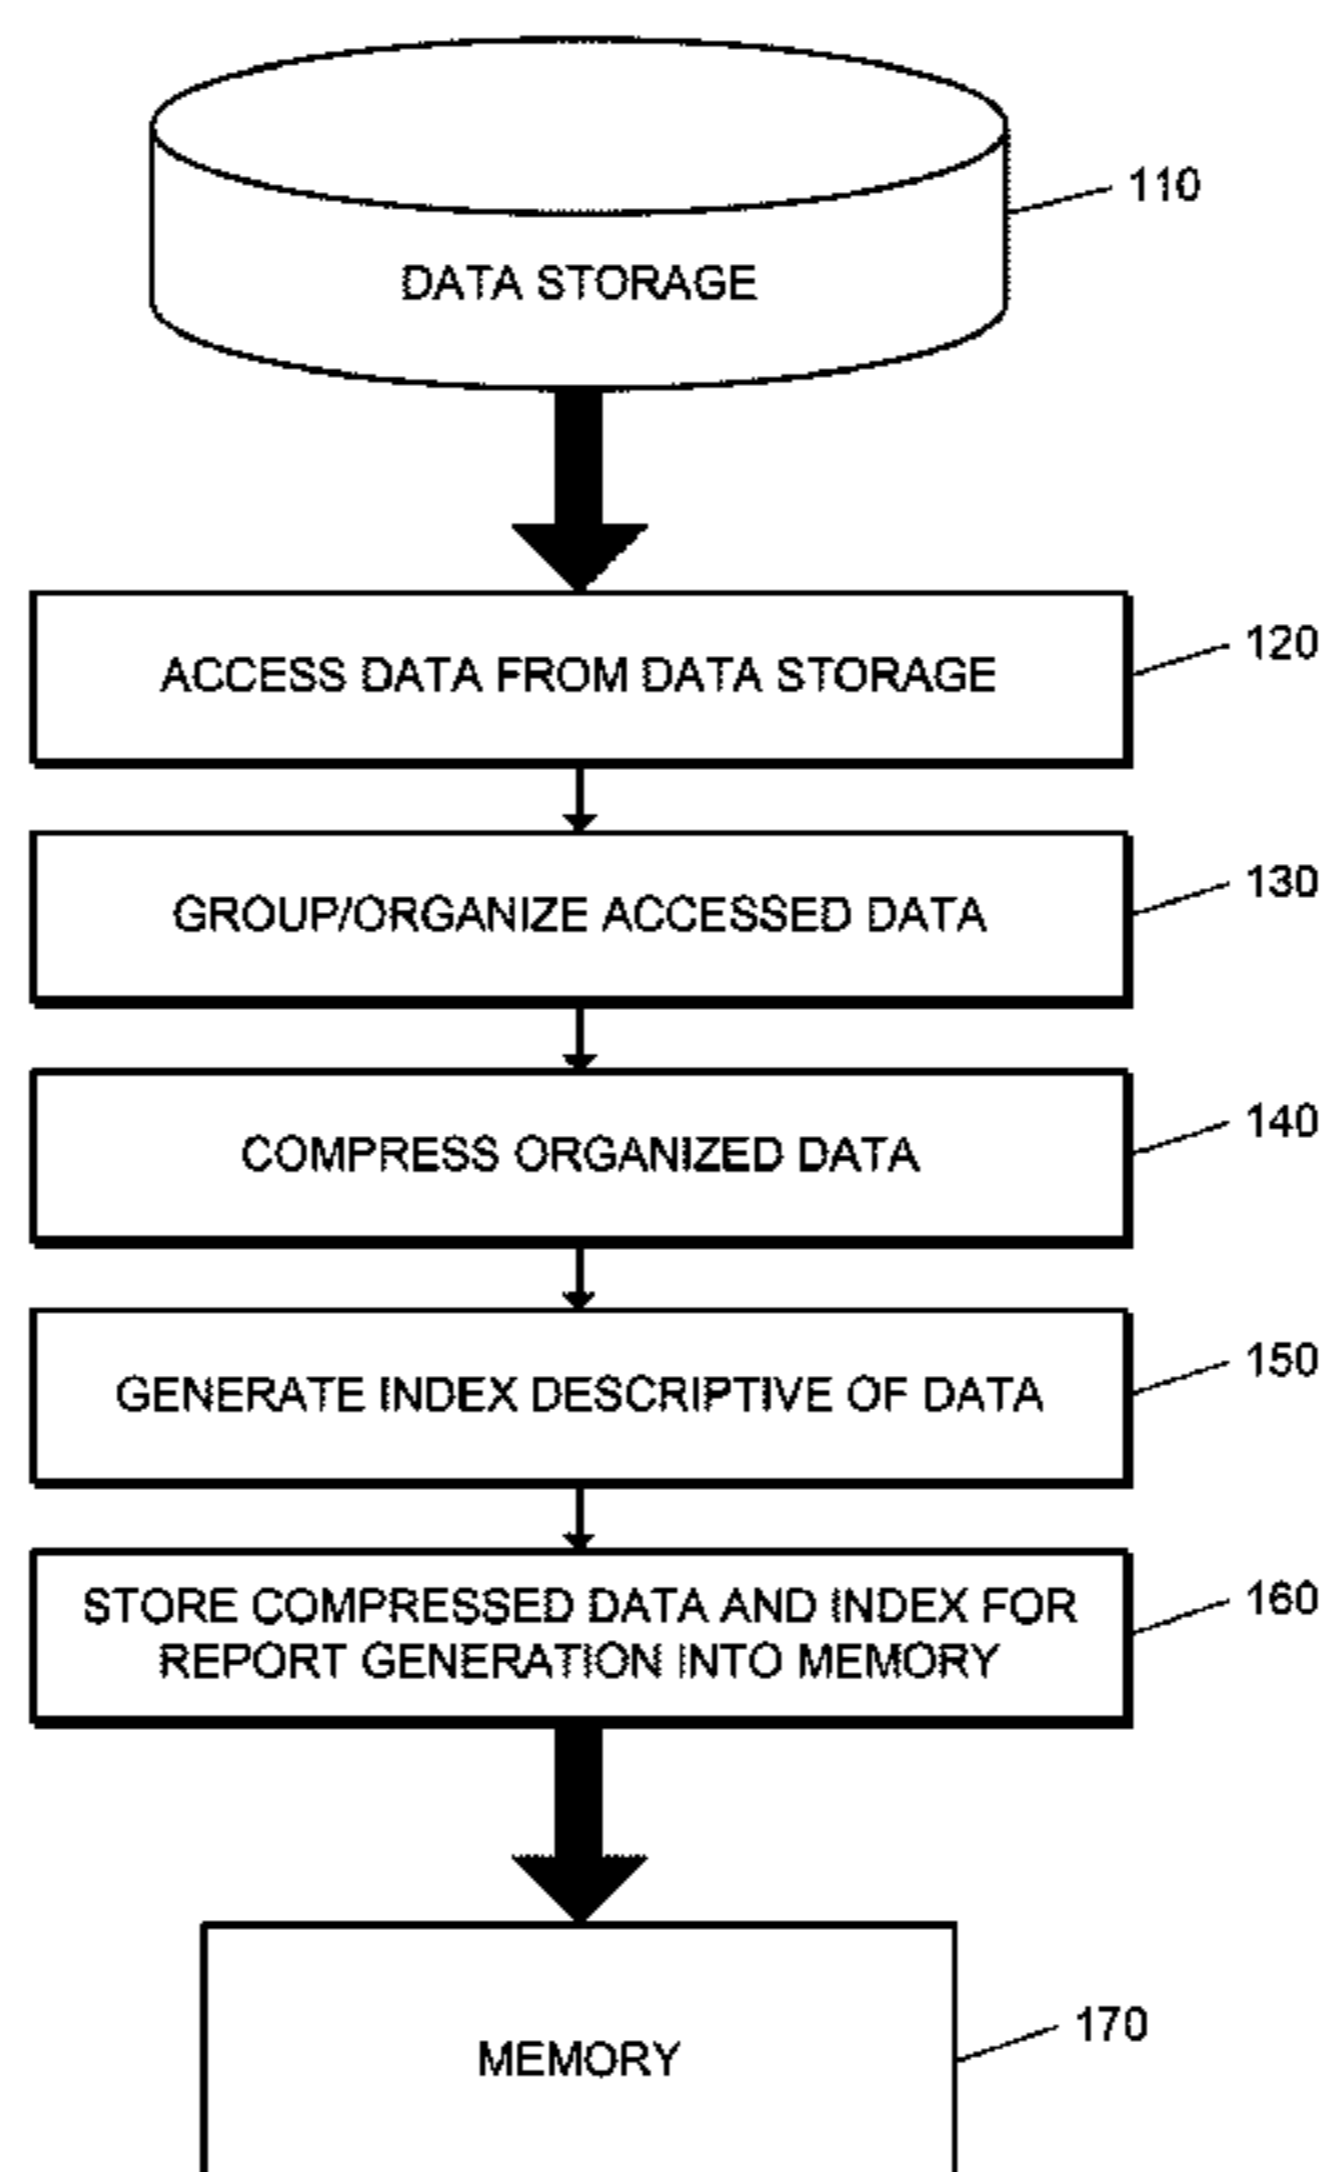 110
DATA STORAGE
120
ACCESS DATA FROM DATA STORAGE
130
GROUP/ORGANIZE ACCESSED DATA
140
COMPRESS ORGANIZED DATA
150
GENERATE INDEX DESCRIPTIVE OF DATA
160
STORE COMPRESSED DATA AND INDEX FOR
REPORT GENERATION INTO MEMORY
170
MEMORY